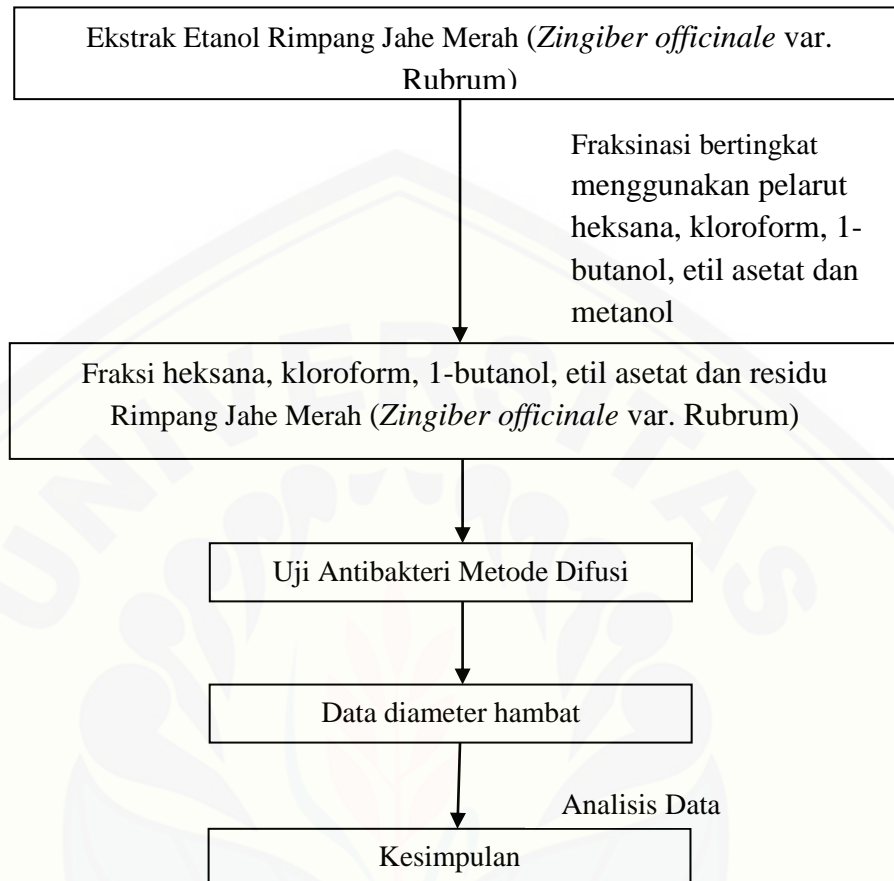 Ekstrak Etanol Rimpang Jahe Merah (Zingiber officinale var.
Rubrum)
Fraksinasi bertingkat
menggunakan pelarut
heksana, kloroform, 1-
butanol, etil asetat dan
metanol
Fraksi heksana, kloroform, 1-butanol, etil asetat dan residu
Rimpang Jahe Merah (Zingiber officinale var. Rubrum)
UNIVERSITAS
Uji Antibakteri Metode Difusi
Data diameter hambat
Analisis Data
Kesimpulan